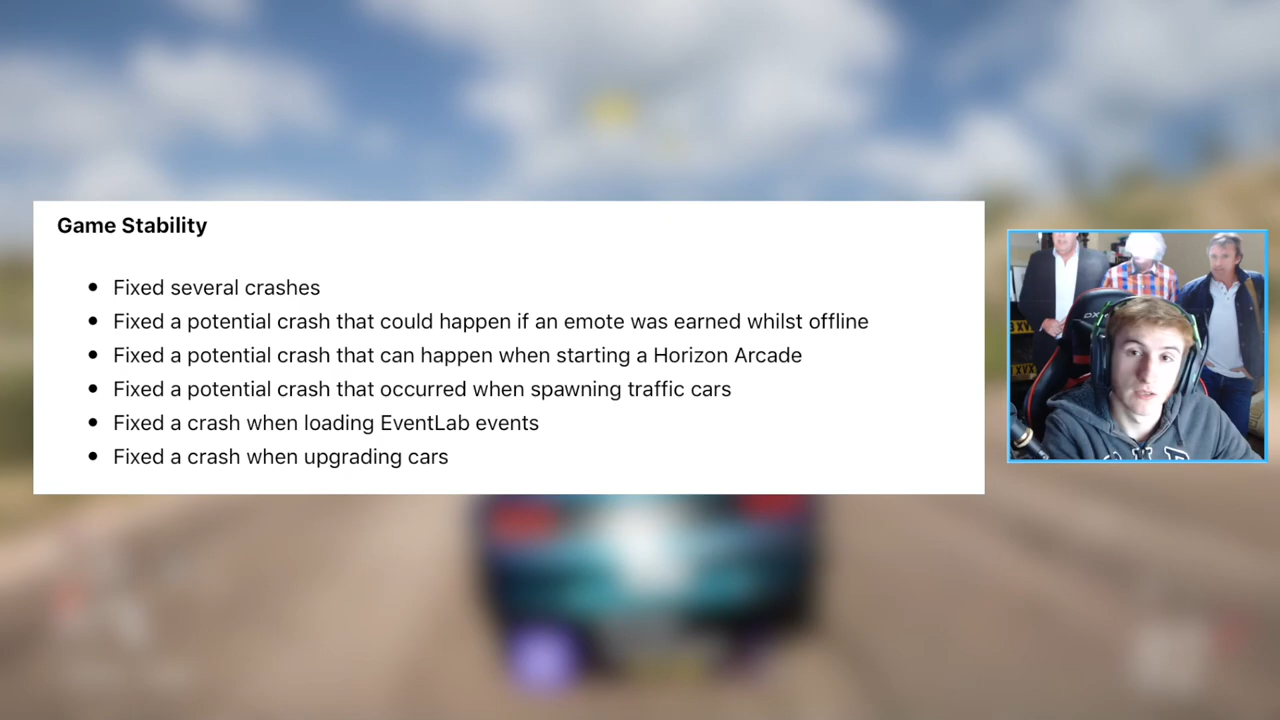 Game Stability
Fixed several crashes
Fixed a potential crash that could happen if an emote was earned whilst offline
Fixed a potential crash that can happen when starting a Horizon Arcade
Fixed a potential crash that occurred when spawning traffic cars
Fixed a crash when loading EventLab events
Fixed a crash when upgrading cars